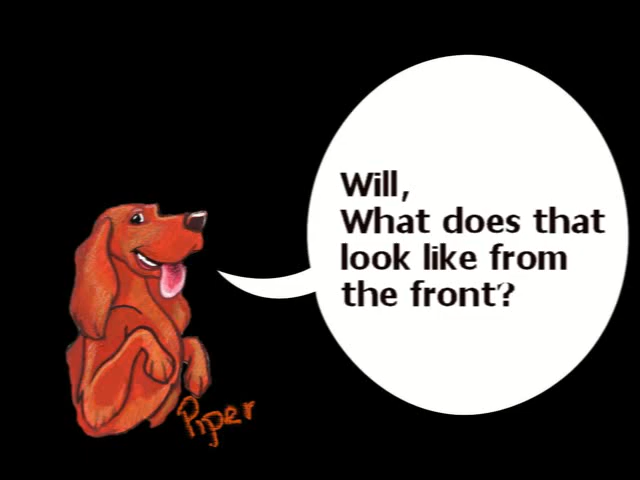 Will,
What does that
look like from
the front?
Piper